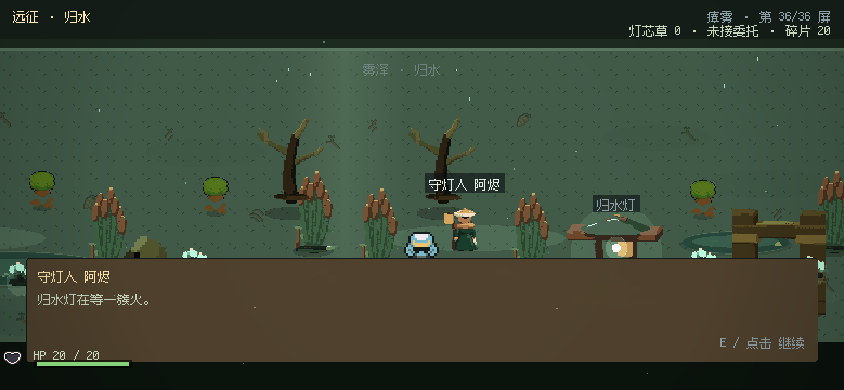 远征 · 归水
瘴雾 · 第 36/36 屏
灯芯草 0 · 未接委托 · 碎片 20
雾泽 · 归水
守灯人 阿烬
归水灯
守灯人 阿烬
归水灯在等一簇火。
E / 点击 继续
HP 20 / 20